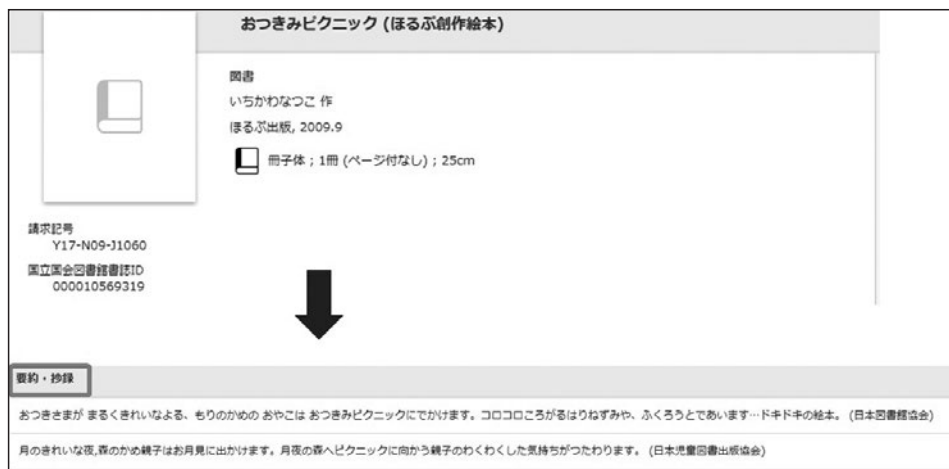 おつきみピクニック (ほるぷ創作絵本)
図書
いちかわなつこ 作
ほるぷ出版, 2009.9
冊子体 ; 1冊 (ページ付なし) ; 25cm
請求記号
Y17-N09-J1060
国立国会図書館書誌ID
000010569319
要約・抄録
おつきさまが まるくきれいなよる、もりのかめの おやこは おつきみピクニックにでかけます。コロコロころがるはりねずみや、ふくろうとであいます…ドキドキの絵本。 (日本図書館協会)
月のきれいな夜,森のかめ親子はお月見に出かけます。月夜の森へピクニックに向かう親子のわくわくした気持ちがつたわります。 (日本児童図書出版協会)